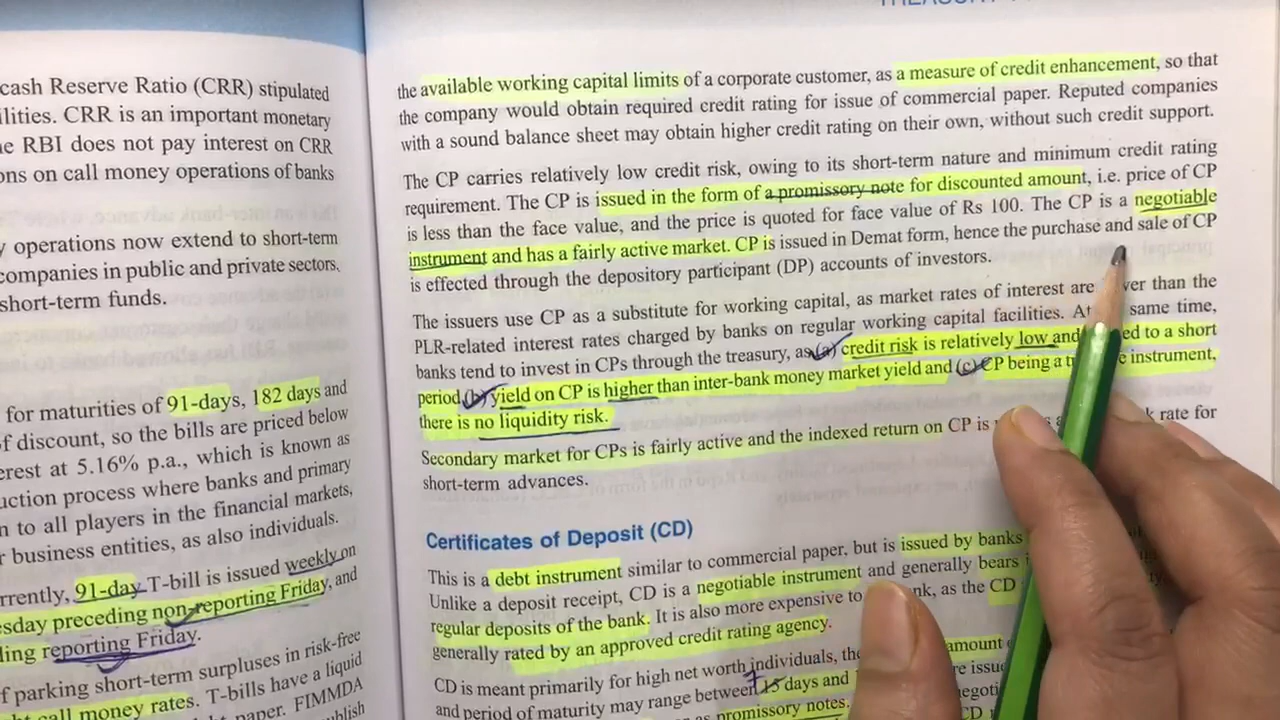 cash Reserve Ratio (CRR) stipulated
CRR is an important monetary
RBI does not pay interest on CRR
on call money operations of banks
operations now extend to short-term
companies in public and private sectors,
short-term funds.
for maturities of 91-days, 182 days and
of discount, so the bills are priced below
at 5.16% p.a., which is known as
process where banks and primary
to all players in the financial markets,
business entities, as also individuals.
91-day T-bill is issued weekly on
preceding non-reporting Friday, and
reporting Friday.
of parking short-term surpluses in risk-free
call money rates. T-bills have a liquid
paper. FIMMDA
the available working capital limits of a corporate customer, as a measure of credit enhancement, so that
the company would obtain required credit rating for issue of commercial paper. Reputed companies
with a sound balance sheet may obtain higher credit rating on their own, without such credit support.
The CP carries relatively low credit risk, owing to its short-term nature and minimum credit rating
requirement. The CP is issued in the form of a promissory note for discounted amount, i.e. price of CP
is less than the face value, and the price is quoted for face value of Rs 100. The CP is a negotiable
instrument and has a fairly active market. CP is issued in Demat form, hence the purchase and sale of CP
is effected through the depository participant (DP) accounts of investors.
The issuers use CP as a substitute for working capital, as market rates of interest are than the
PLR-related interest rates charged by banks on regular working capital facilities. At same time,
banks tend to invest in CPs through the treasury, as (a) credit risk is relatively low and to a short
period (b) yield on CP is higher than inter-bank money market yield and (c) CP being a instrument,
there is no liquidity risk.
Secondary market for CPs is fairly active and the indexed return on CP is rate for
short-term advances.
Certificates of Deposit (CD)
This is a debt instrument similar to commercial paper, but is issued by banks
Unlike a deposit receipt, CD is a negotiable instrument and generally bears
regular deposits of the bank. It is also more expensive to as the CD
generally rated by an approved credit rating agency.
CD is meant primarily for high net worth individuals, amount
and period of maturity may range between 7 15 days and
promissory notes. CD